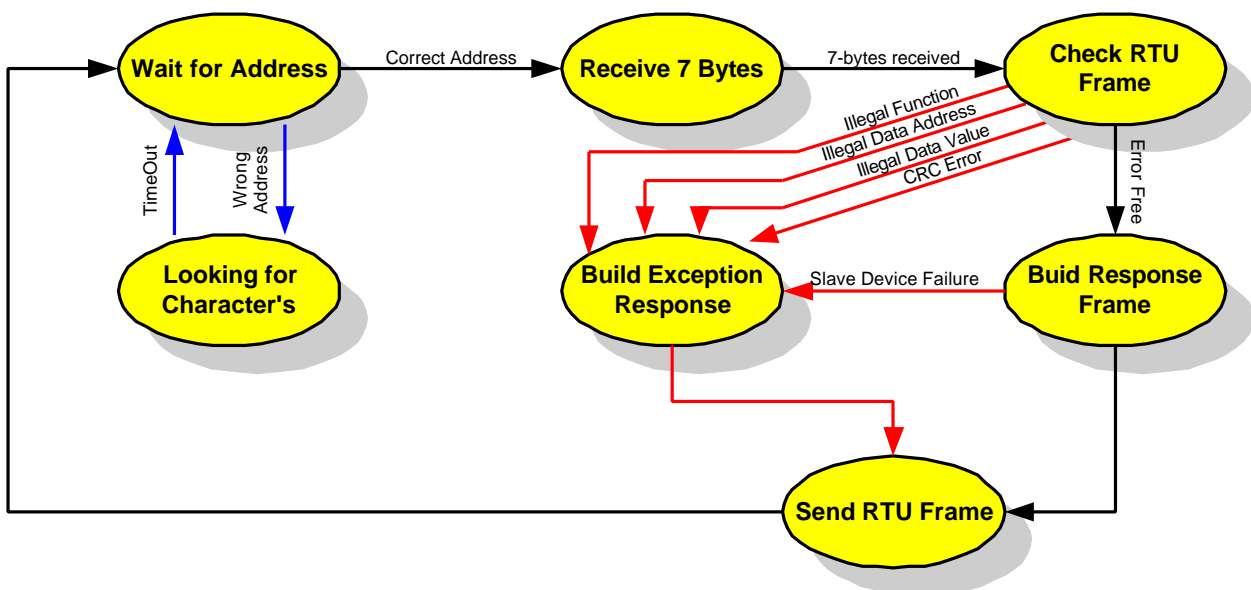 Wait for Address
Correct Address
Receive 7 Bytes
7-bytes received
Check RTU
Frame
Illegal Function
Illegal Data Address
Illegal Data Value
CRC Error
Error Free
TimeOut
Wrong
Address
Looking for
Character's
Build Exception
Response
Slave Device Failure
Buid Response
Frame
Send RTU Frame